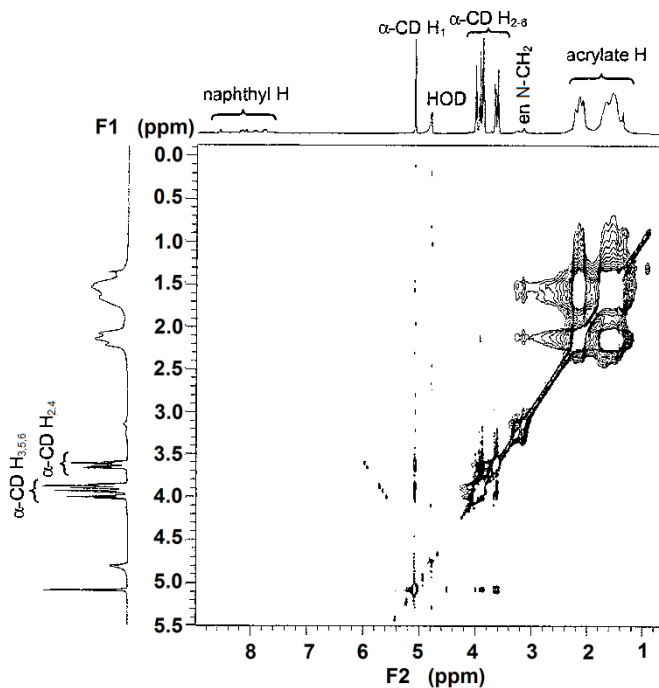 α-CD H1
α-CD H2-6
naphthyl H
HOD
en N-CH2
acrylate H
F1 (ppm)
0.0
0.5
1.0
1.5
2.0
2.5
3.0
3.5
4.0
4.5
5.0
5.5
α-CD H3,5,6
α-CD H2,4
8 7 6 5 4 3 2 1
F2 (ppm)